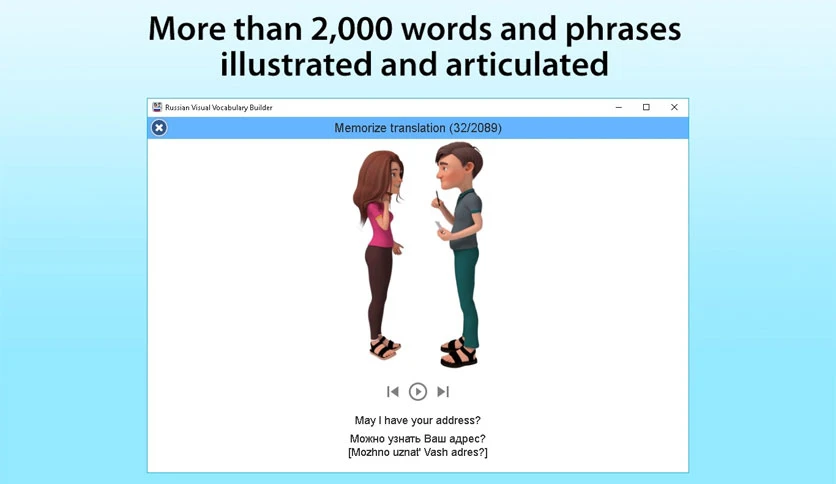 More than 2,000 words and phrases
illustrated and articulated
Russian Visual Vocabulary Builder
Memorize translation (32/2089)
May I have your address?
Можно узнать Ваш адрес?
[Mozhno uznat' Vash adres?]